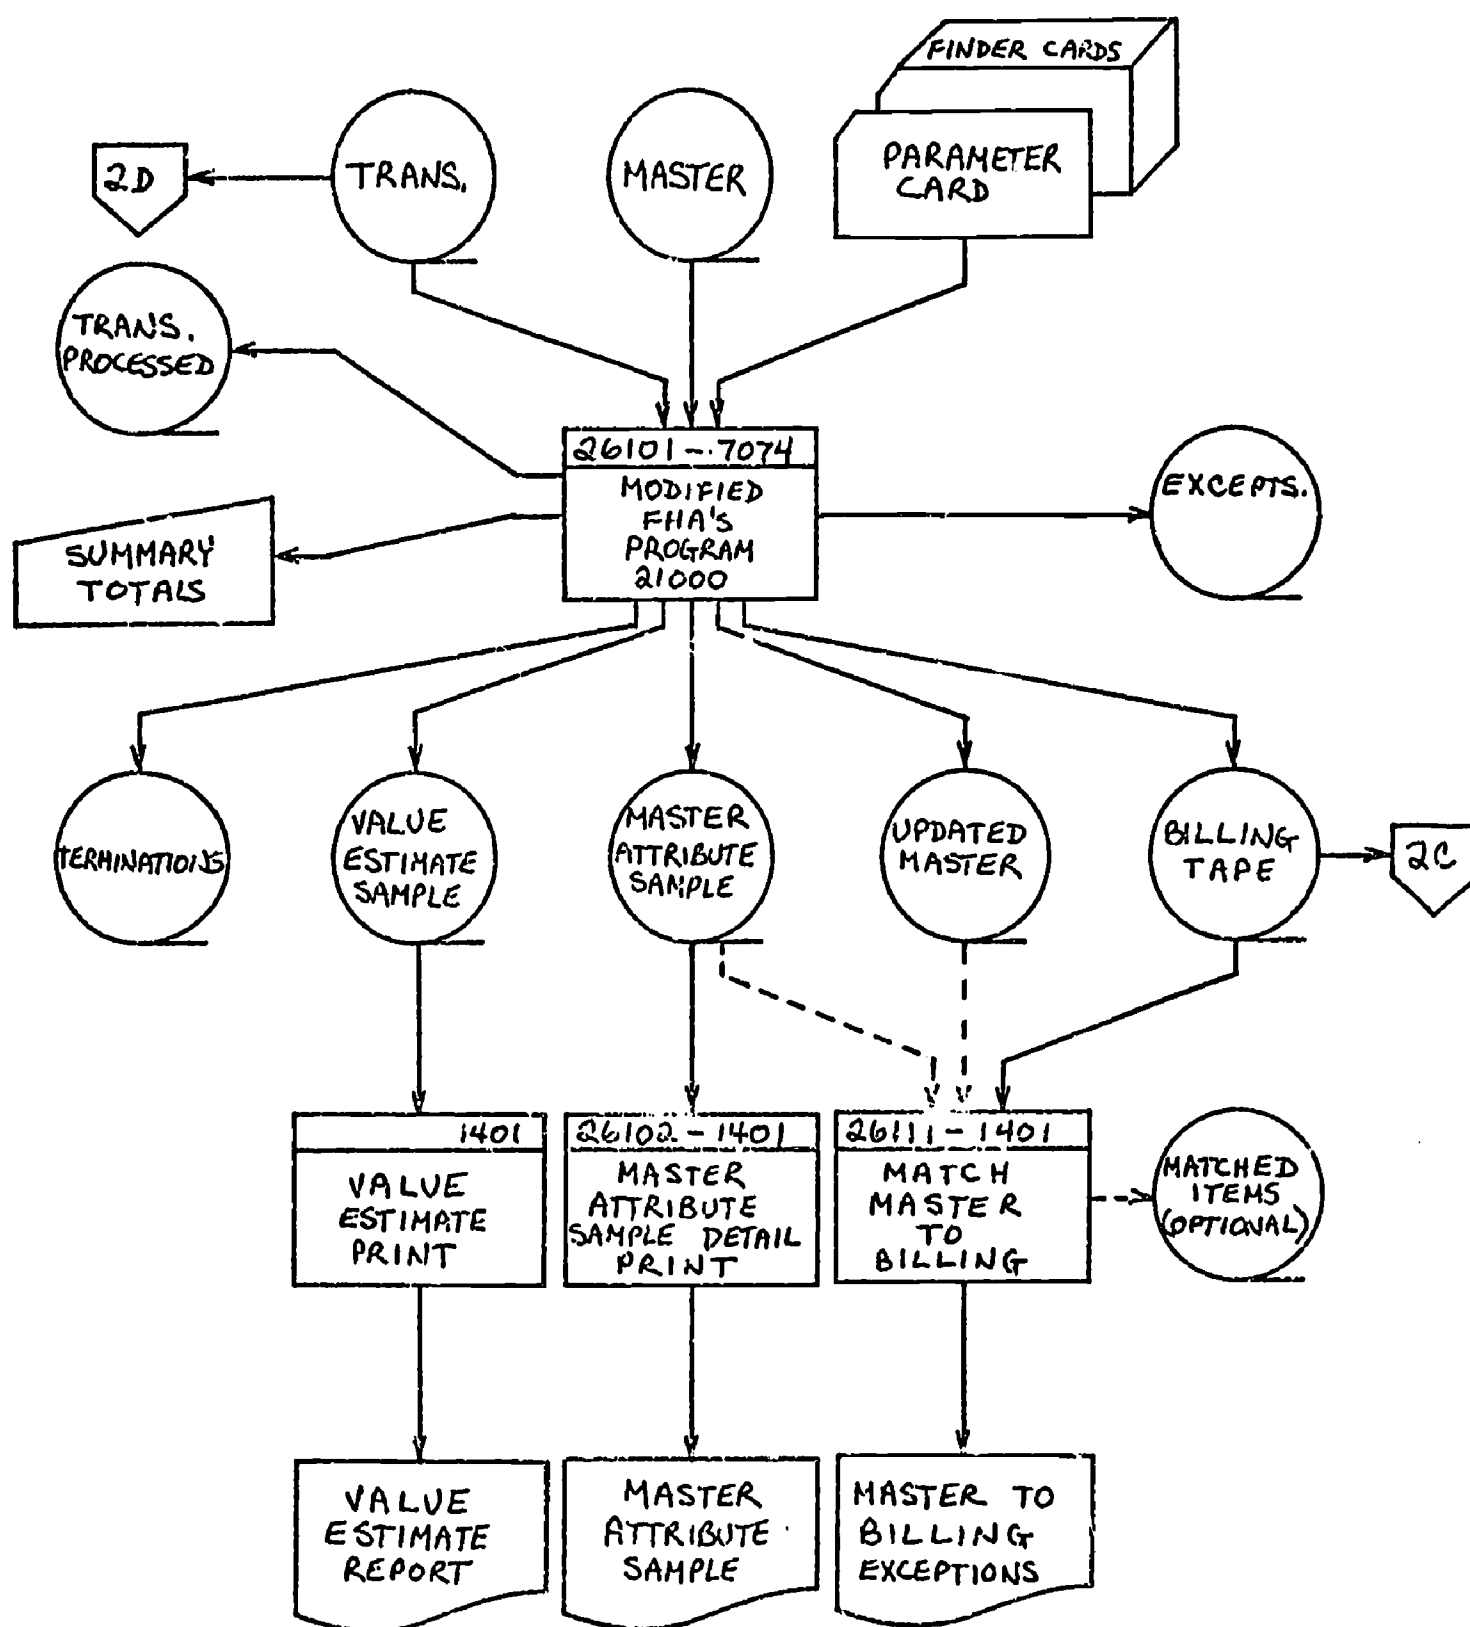 FINDER CARDS
PARAMETER
CARD
2D
TRANS.
MASTER
TRANS.
PROCESSED
26101-7074
MODIFIED
FHA'S
PROGRAM
21000
EXCEPTS.
SUMMARY
TOTALS
TERMINATIONS
VALUE
ESTIMATE
SAMPLE
MASTER
ATTRIBUTE
SAMPLE
UPDATED
MASTER
BILLING
TAPE
2C
1401
VALUE
ESTIMATE
PRINT
26102-1401
MASTER
ATTRIBUTE
SAMPLE DETAIL
PRINT
26111-1401
MATCH
MASTER
TO
BILLING
MATCHED
ITEMS
(OPTIONAL)
VALUE
ESTIMATE
REPORT
MASTER
ATTRIBUTE
SAMPLE
MASTER TO
BILLING
EXCEPTIONS